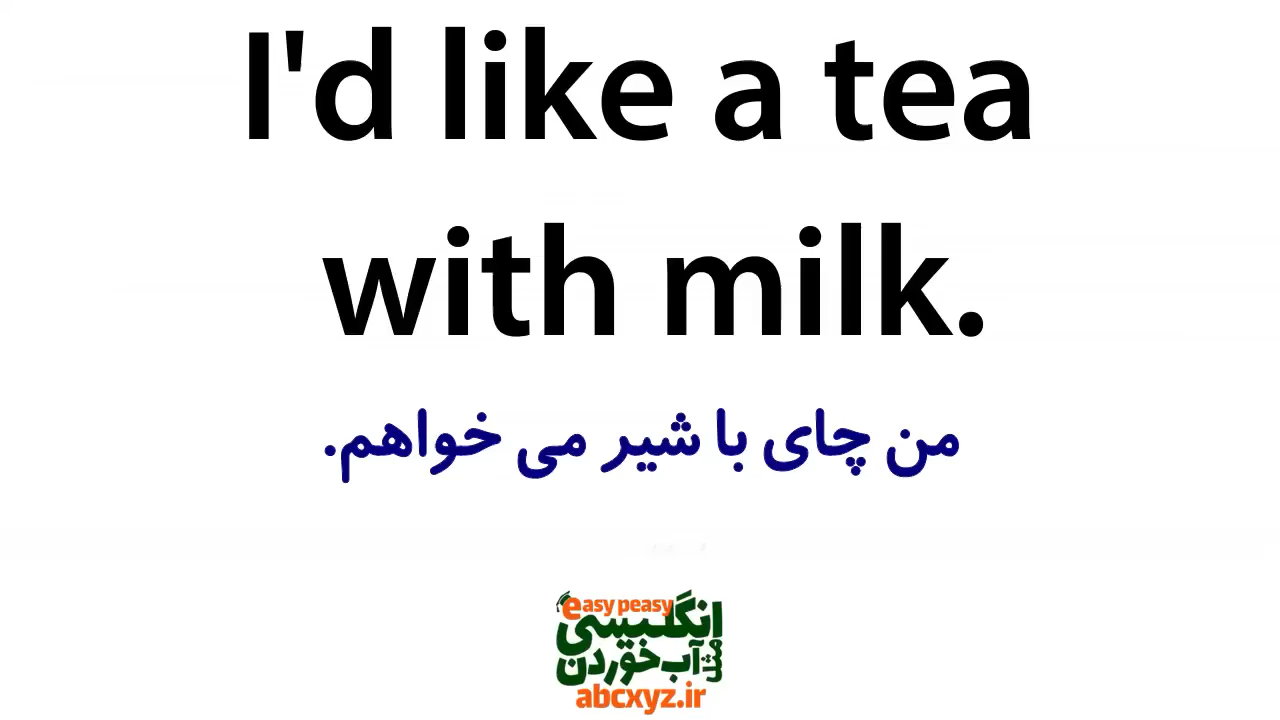 I'd like a tea
with milk.
من چای با شیر می خواهم.
easy peasy
انگلیسی
مثل آب خوردن
abcxyz.ir